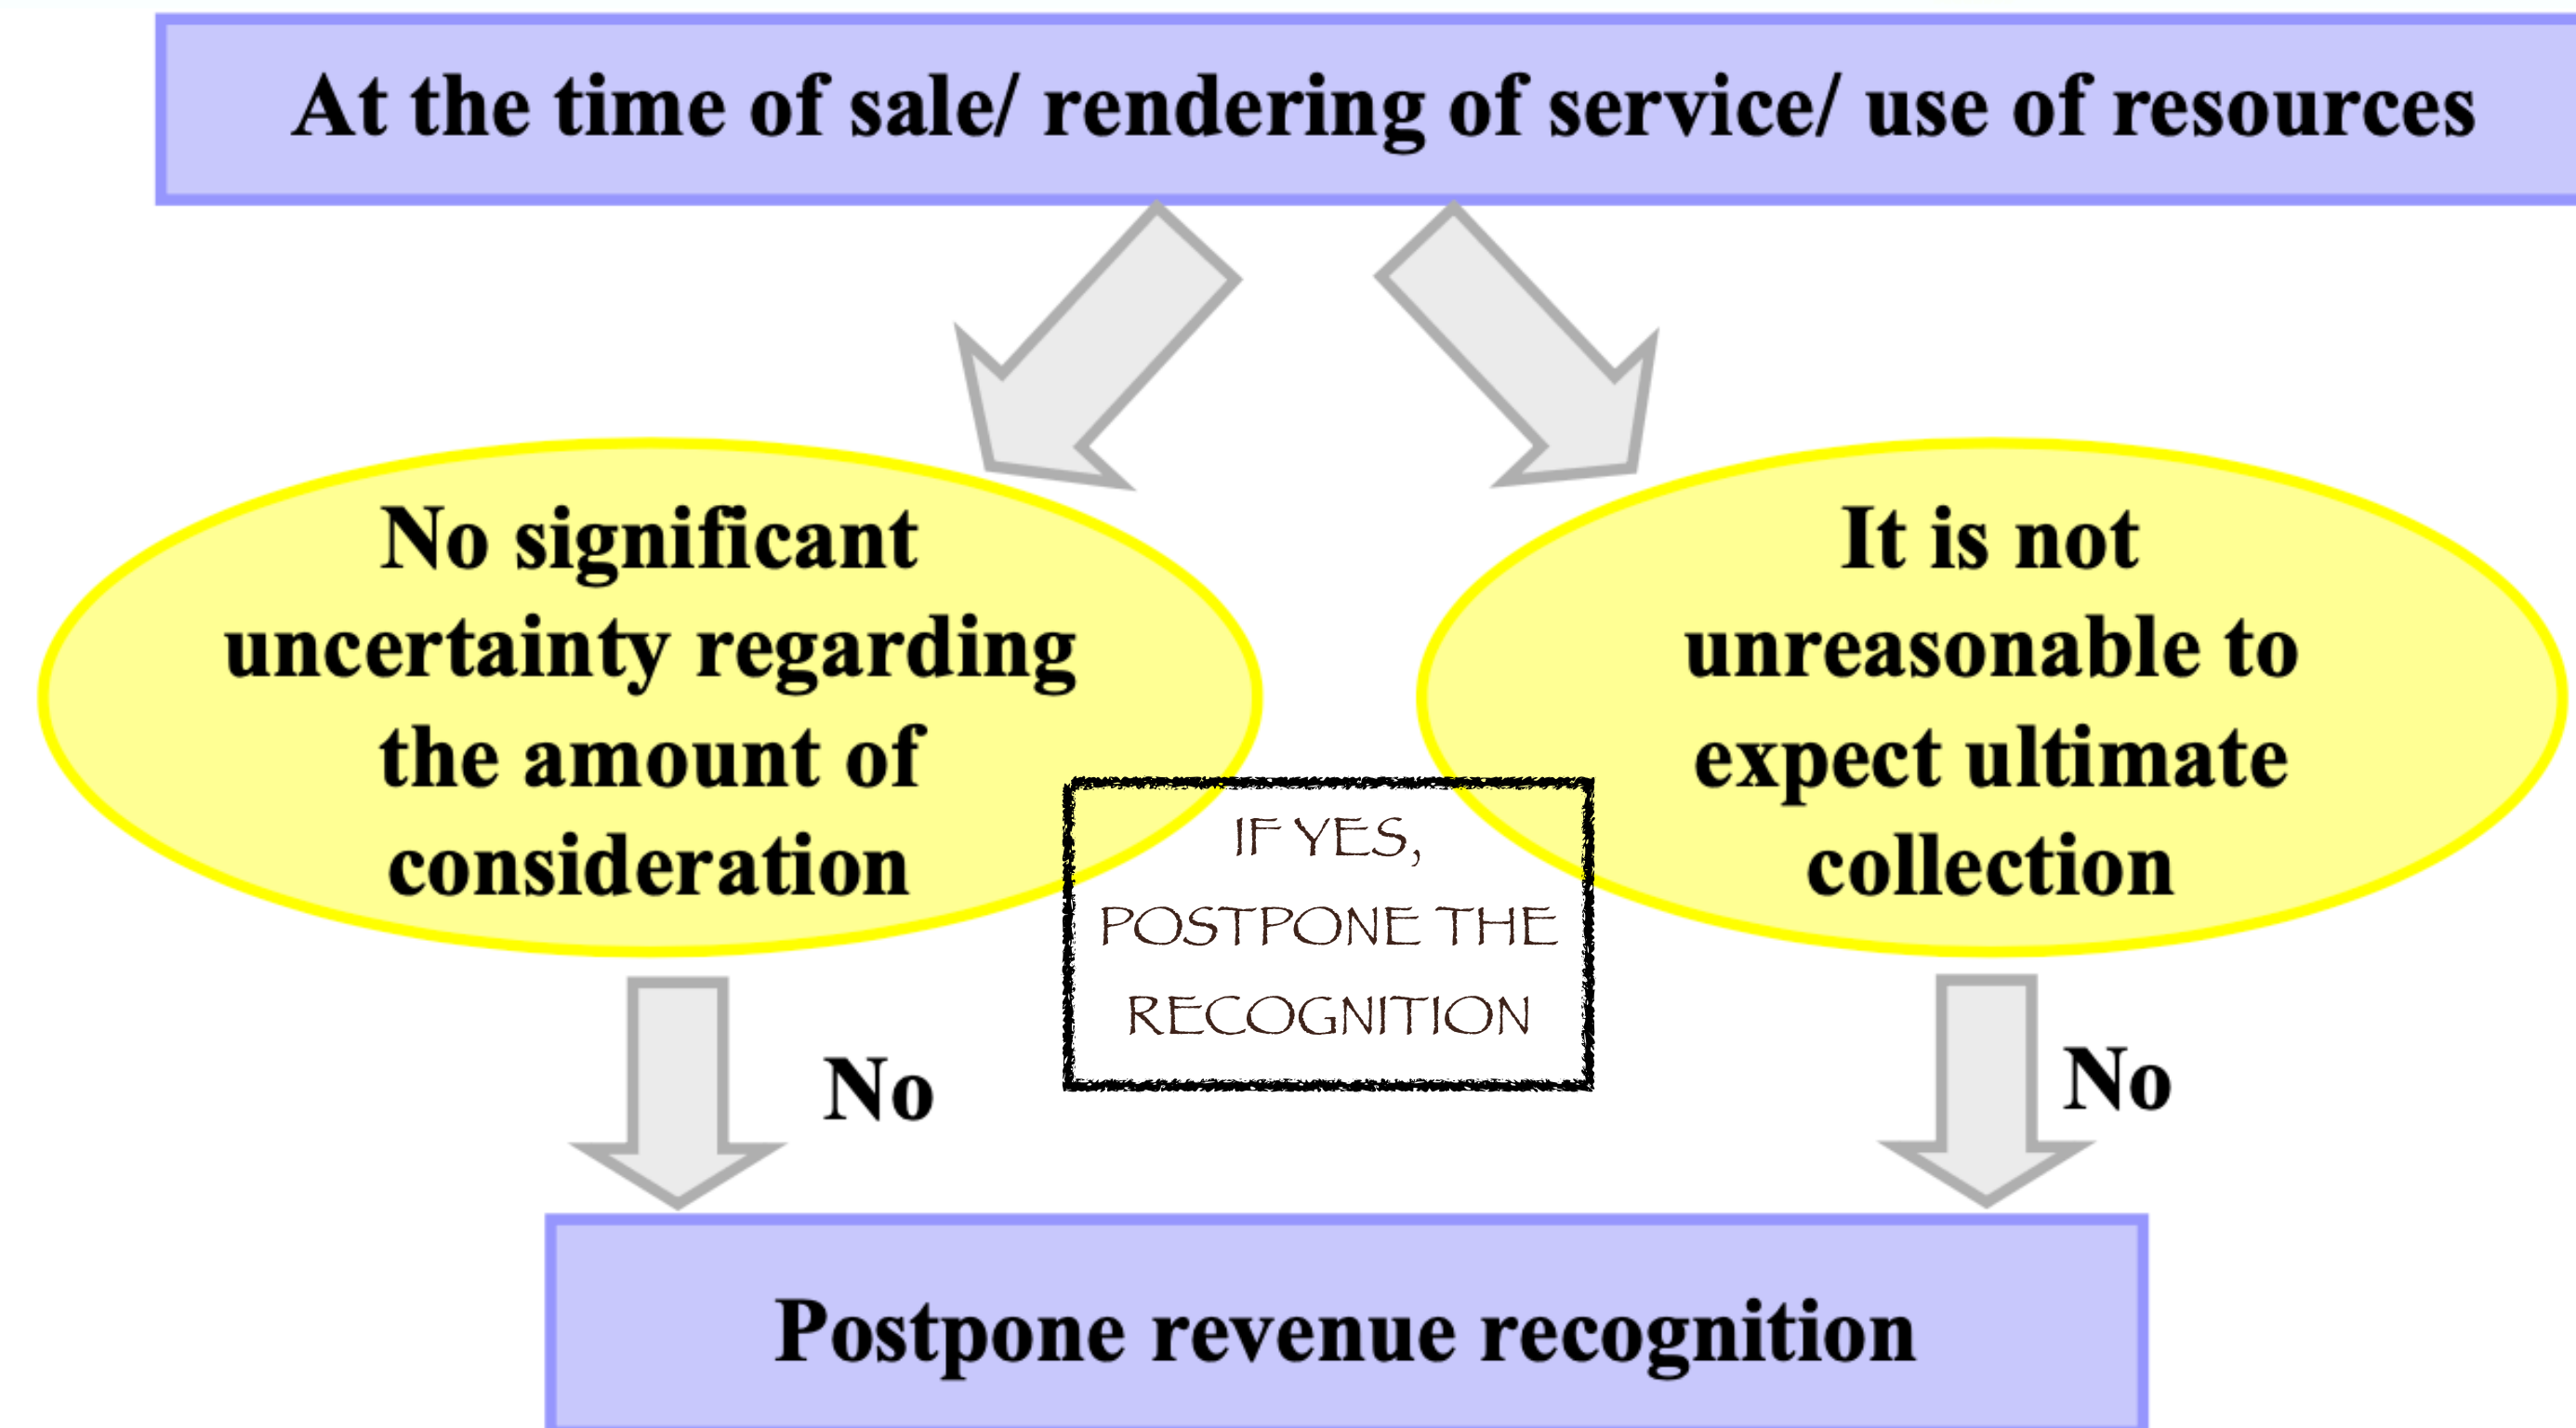 At the time of sale/ rendering of service/ use of resources
No significant
uncertainty regarding
the amount of
consideration
It is not
unreasonable to
expect ultimate
collection
IF YES,
POSTPONE THE
RECOGNITION
No
No
Postpone revenue recognition